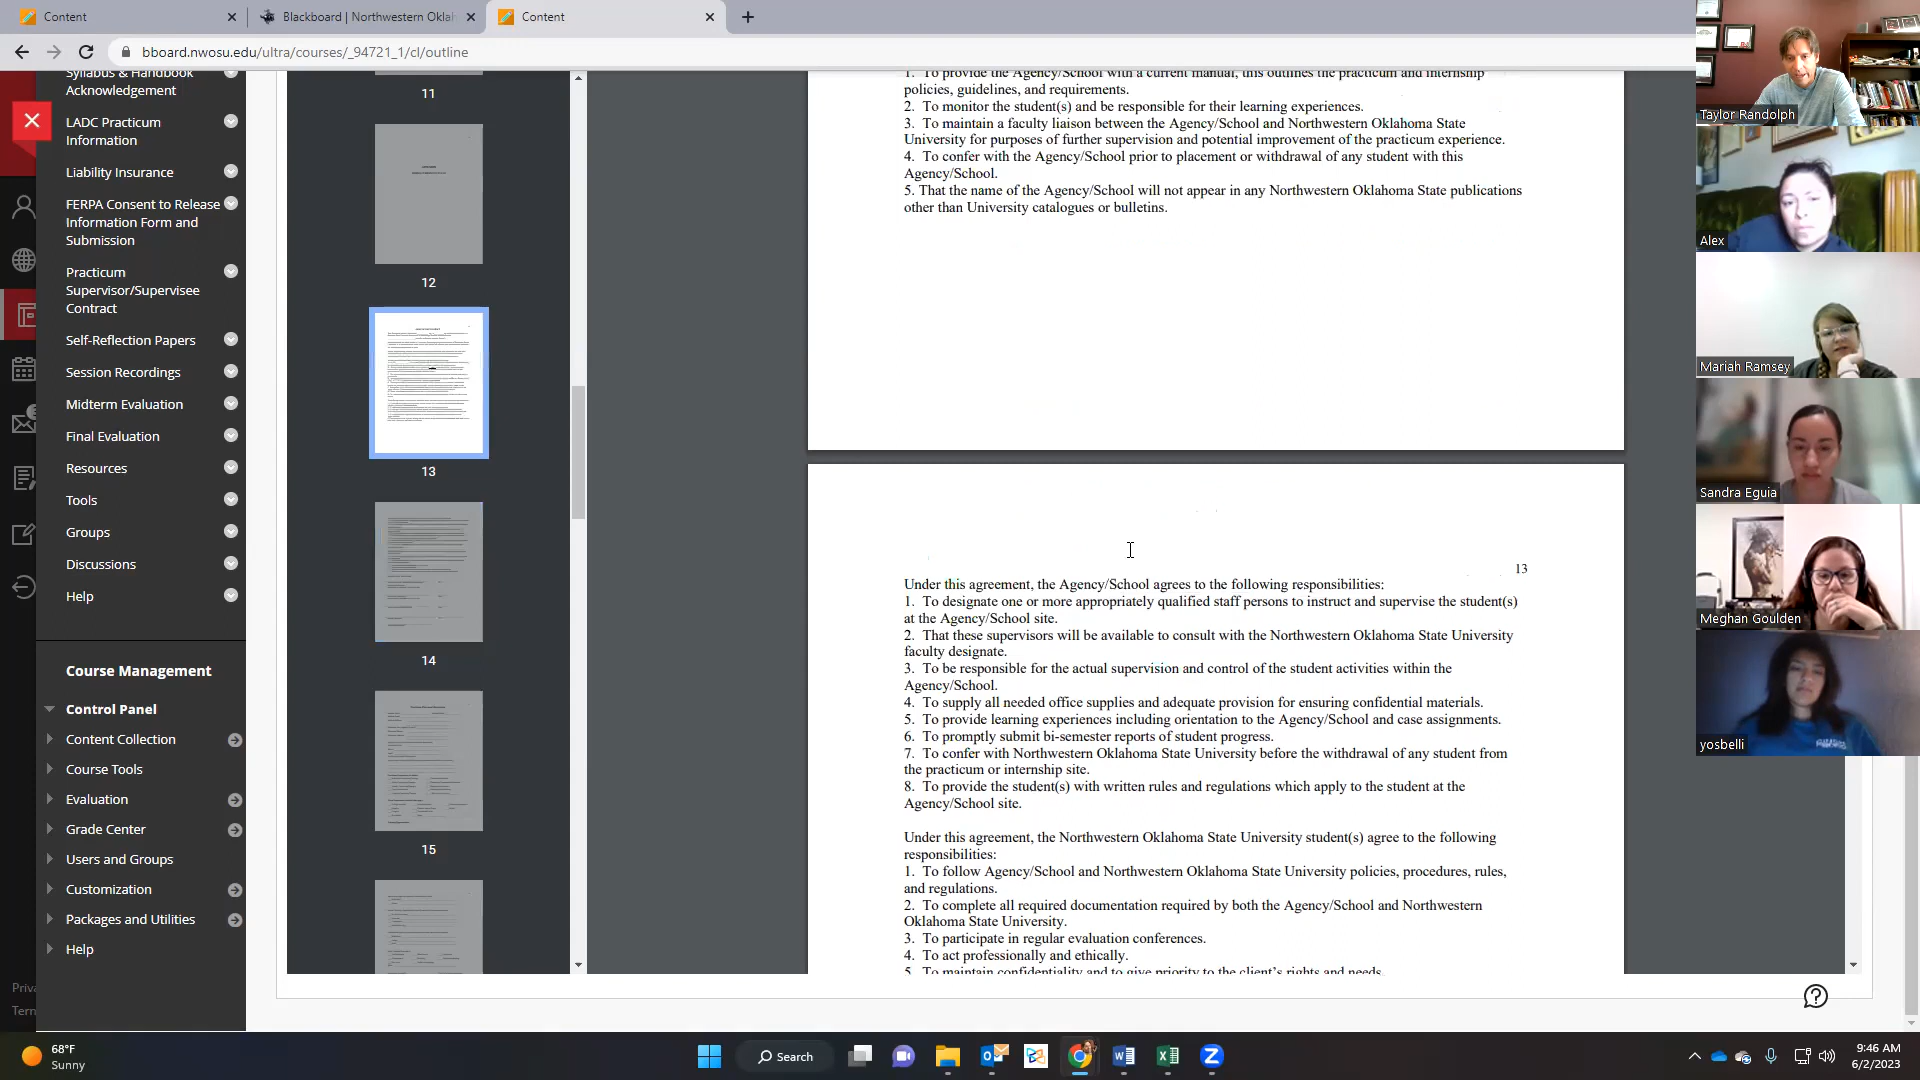 Content
Blackboard | Northwestern Oklah
Content
bboard.nwosu.edu/ultra/courses/_94721_1/cl/outline
Syllabus & Handbook
Acknowledgement
LADC Practicum
Information
Liability Insurance
FERPA Consent to Release
Information Form and
Submission
Practicum
Supervisor/Supervisee
Contract
Self-Reflection Papers
Session Recordings
Midterm Evaluation
Final Evaluation
Resources
Tools
Groups
Discussions
Help
Course Management
Control Panel
Content Collection
Course Tools
Evaluation
Grade Center
Users and Groups
Customization
Packages and Utilities
Help
Priva
Term
11
12
13
14
15
1. To provide the Agency/School with a current manual, this outlines the practicum and internship
policies, guidelines, and requirements.
2. To monitor the student(s) and be responsible for their learning experiences.
3. To maintain a faculty liaison between the Agency/School and Northwestern Oklahoma State
University for purposes of further supervision and potential improvement of the practicum experience.
4. To confer with the Agency/School prior to placement or withdrawal of any student with this
Agency/School.
5. That the name of the Agency/School will not appear in any Northwestern Oklahoma State publications
other than University catalogues or bulletins.
13
Under this agreement, the Agency/School agrees to the following responsibilities:
1. To designate one or more appropriately qualified staff persons to instruct and supervise the student(s)
at the Agency/School site.
2. That these supervisors will be available to consult with the Northwestern Oklahoma State University
faculty designate.
3. To be responsible for the actual supervision and control of the student activities within the
Agency/School.
4. To supply all needed office supplies and adequate provision for ensuring confidential materials.
5. To provide learning experiences including orientation to the Agency/School and case assignments.
6. To promptly submit bi-semester reports of student progress.
7. To confer with Northwestern Oklahoma State University before the withdrawal of any student from
the practicum or internship site.
8. To provide the student(s) with written rules and regulations which apply to the student at the
Agency/School site.
Under this agreement, the Northwestern Oklahoma State University student(s) agree to the following
responsibilities:
1. To follow Agency/School and Northwestern Oklahoma State University policies, procedures, rules,
and regulations.
2. To complete all required documentation required by both the Agency/School and Northwestern
Oklahoma State University.
3. To participate in regular evaluation conferences.
4. To act professionally and ethically.
5. To maintain confidentiality and to give priority to the client's rights and needs.
Taylor Randolph
Alex
Mariah Ramsey
Sandra Eguia
Meghan Goulden
yosbelli
68°F
Sunny
Search
9:46 AM
6/2/2023